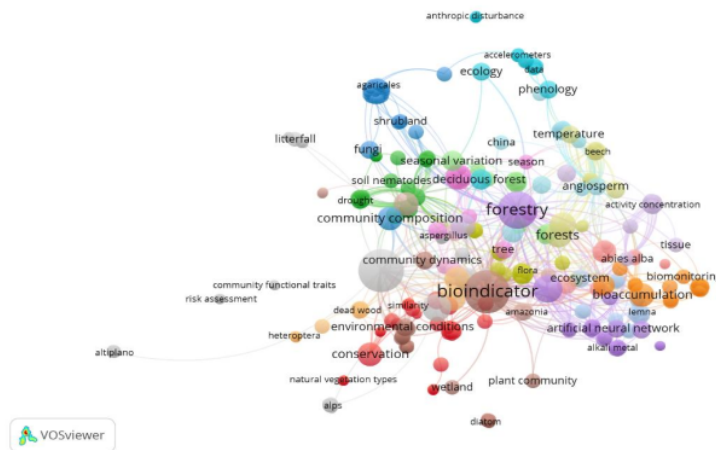 anthropic disturbance
accelerometers
ecology
data
agaricales
phenology
shrubland
temperature
litterfall
china
fungi
beech
seasonal variation
season
soil nematodes
deciduous forest
angiosperm
drought
activity concentration
forestry
community composition
aspergillus
forests
tree
tissue
community dynamics
abies alba
flora
ecosystem
biomonitorin
community functional traits
bioindicator
bioaccumulation
risk assessment
dead wood
similarity
amazonia
lemna
environmental conditions
artificial neural network
heteroptera
alkali metal
altiplano
conservation
natural vegetation types
wetland
plant community
alps
diatom
VOSviewer